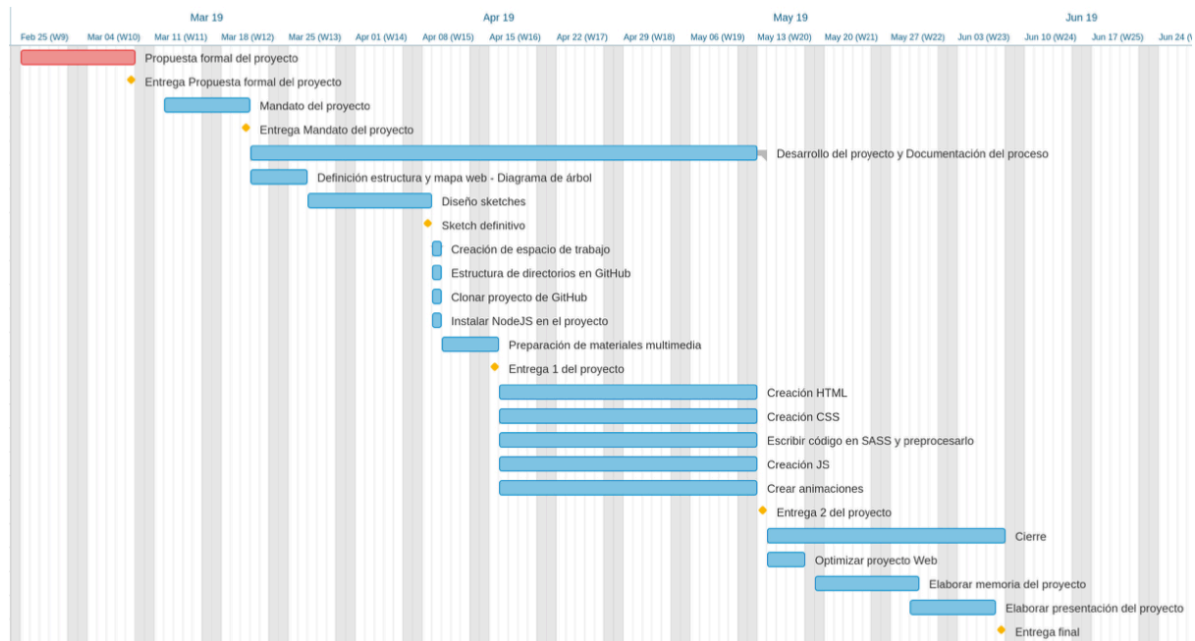 Mar 19 Apr 19 May 19 Jun 19
Feb 25 (W9) Mar 04 (W10) Mar 11 (W11) Mar 18 (W12) Mar 25 (W13) Apr 01 (W14) Apr 08 (W15) Apr 15 (W16) Apr 22 (W17) Apr 29 (W18) May 06 (W19) May 13 (W20) May 20 (W21) May 27 (W22) Jun 03 (W23) Jun 10 (W24) Jun 17 (W25) Jun 24 (W
Propuesta formal del proyecto
Entrega Propuesta formal del proyecto
Mandato del proyecto
Entrega Mandato del proyecto
Desarrollo del proyecto y Documentación del proceso
Definición estructura y mapa web - Diagrama de árbol
Diseño sketches
Sketch definitivo
Creación de espacio de trabajo
Estructura de directorios en GitHub
Clonar proyecto de GitHub
Instalar NodeJS en el proyecto
Preparación de materiales multimedia
Entrega 1 del proyecto
Creación HTML
Creación CSS
Escribir código en SASS y preprocesarlo
Creación JS
Crear animaciones
Entrega 2 del proyecto
Cierre
Optimizar proyecto Web
Elaborar memoria del proyecto
Elaborar presentación del proyecto
Entrega final